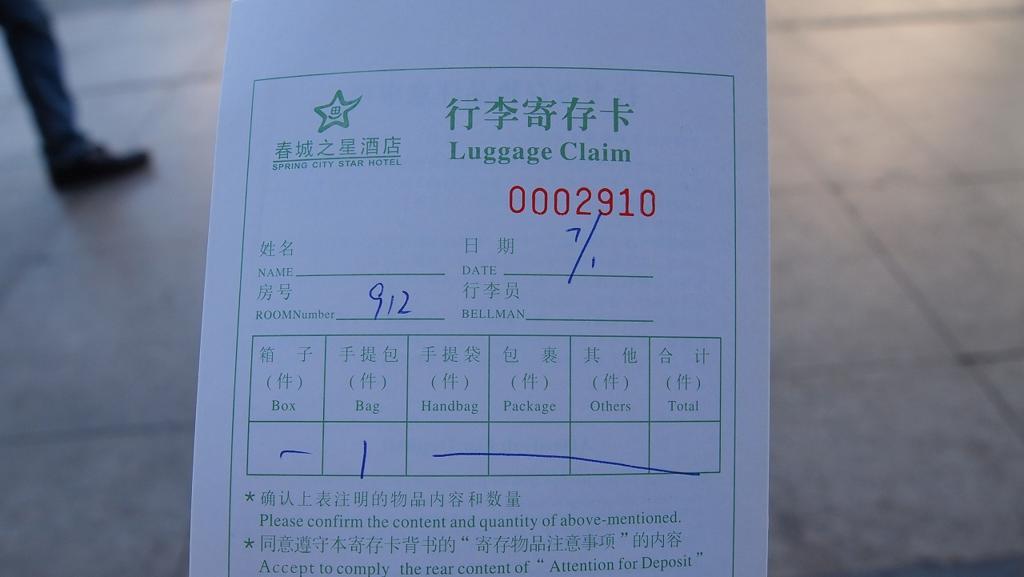 行李寄存卡
Luggage Claim
春城之星酒店
SPRING CITY STAR HOTEL
0002910
姓名 日期 7/1
NAME DATE
房号 912 行李员
ROOMNumber BELLMAN
箱子 手提包 手提袋 包裹 其他 合计
(件) (件) (件) (件) (件) (件)
Box Bag Handbag Package Others Total
一 1
*确认上表注明的物品内容和数量
Please confirm the content and quantity of above-mentioned.
*同意遵守本寄存卡背书的“寄存物品注意事项”的内容
Accept to comply the rear content of “Attention for Deposit”